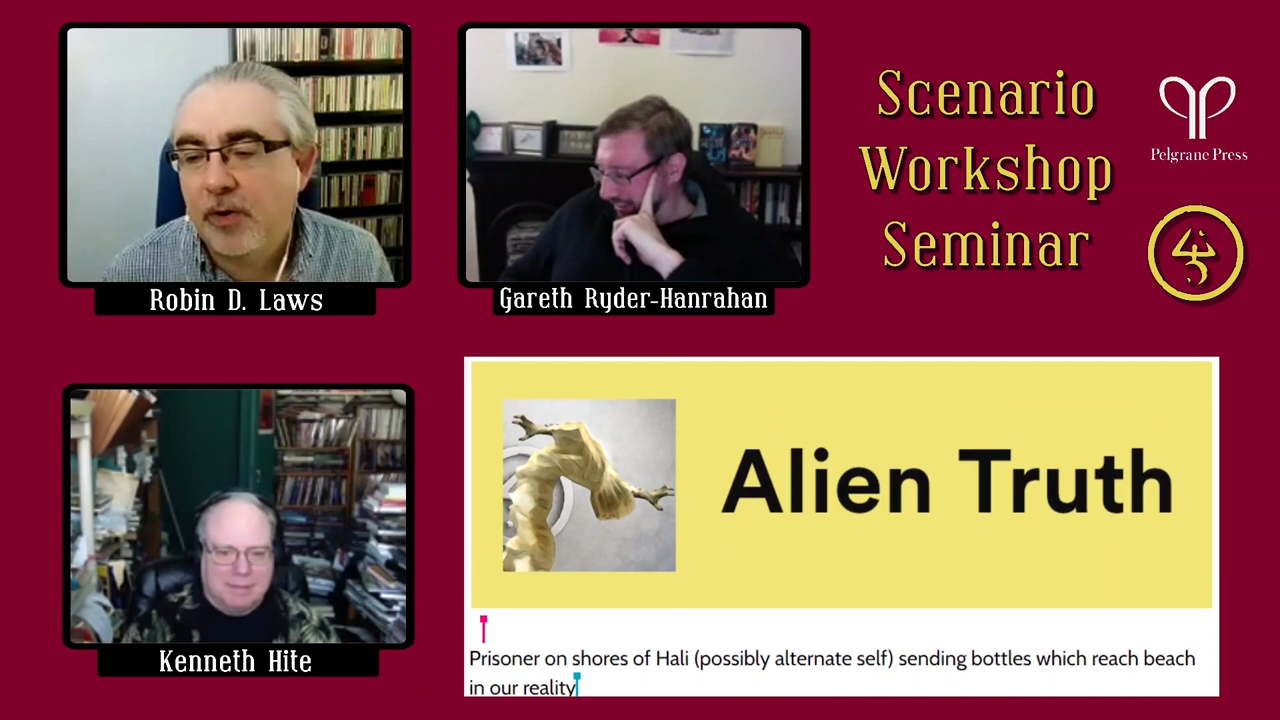 Scenario
Workshop
Seminar
Pelgrane Press
Robin D. Laws
Gareth Ryder-Hanrahan
Kenneth Hite
Alien Truth
Prisoner on shores of Hali (possibly alternate self) sending bottles which reach beach
in our reality